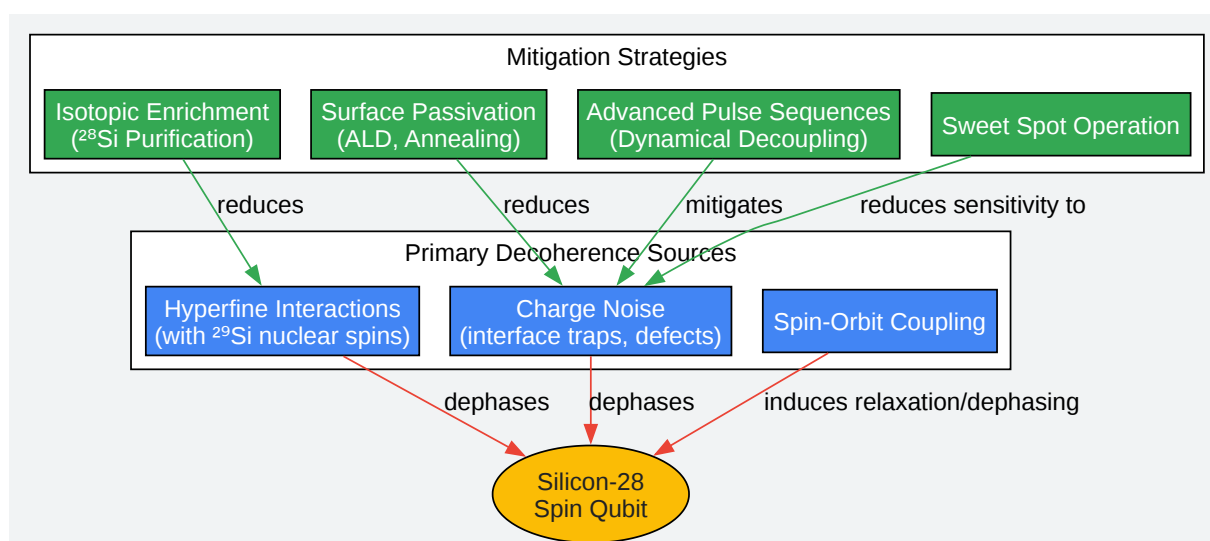 Mitigation Strategies
Isotopic Enrichment
(²⁸Si Purification)
Surface Passivation
(ALD, Annealing)
Advanced Pulse Sequences
(Dynamical Decoupling)
Sweet Spot Operation
reduces
reduces
mitigates
reduces sensitivity to
Primary Decoherence Sources
Hyperfine Interactions
(with ²⁹Si nuclear spins)
Charge Noise
(interface traps, defects)
Spin-Orbit Coupling
dephases
dephases
induces relaxation/dephasing
Silicon-28
Spin Qubit